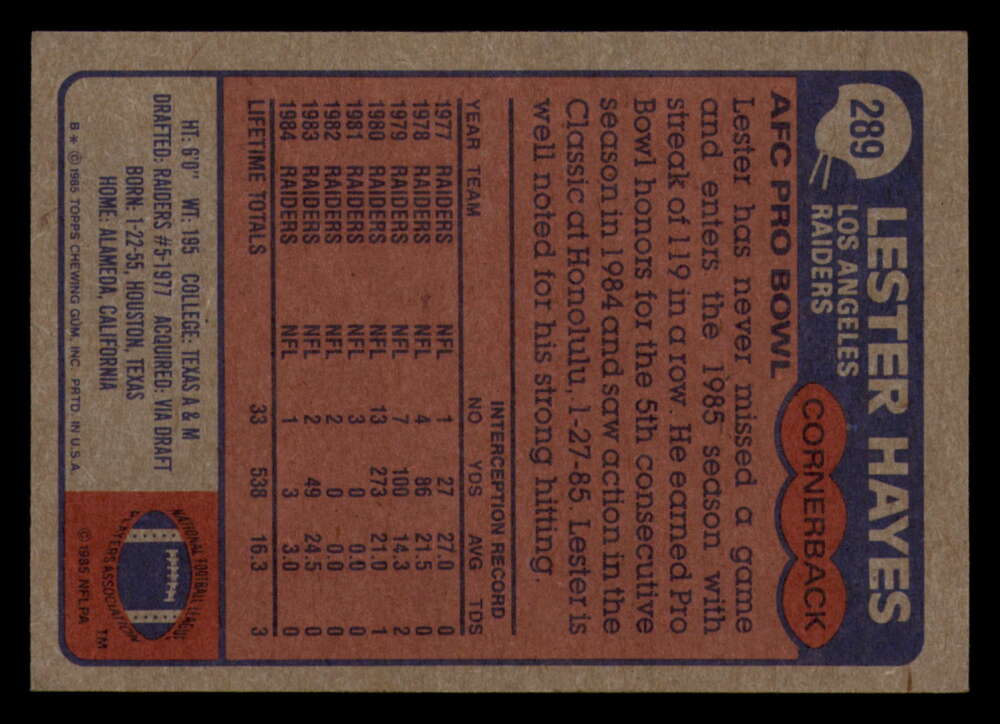 289
LESTER HAYES
LOS ANGELES
RAIDERS
CORNERBACK
AFC PRO BOWL
Lester has never missed a game
and enters the 1985 season with
streak of 119 in a row. He earned Pro
Bowl honors for the 5th consecutive
season in 1984 and saw action in the
Classic at Honolulu, 1-27-85. Lester is
well noted for his strong hitting.
INTERCEPTION RECORD
YEAR TEAM NO YDS AVG TDS
1977 RAIDERS NFL 1 27 27.0 0
1978 RAIDERS NFL 4 86 21.5 0
1979 RAIDERS NFL 7 100 14.3 2
1980 RAIDERS NFL 13 273 21.0 1
1981 RAIDERS NFL 3 0 0.0 0
1982 RAIDERS NFL 2 0 0.0 0
1983 RAIDERS NFL 2 49 24.5 0
1984 RAIDERS NFL 1 3 3.0 0
LIFETIME TOTALS 33 538 16.3 3
HT: 6'0" WT: 195 COLLEGE: TEXAS A & M
DRAFTED: RAIDERS #5-1977 ACQUIRED: VIA DRAFT
BORN: 1-22-55, HOUSTON, TEXAS
HOME: ALAMEDA, CALIFORNIA
B * © 1985 TOPPS CHEWING GUM, INC. PRTD. IN U.S.A.
NATIONAL FOOTBALL LEAGUE
PLAYERS ASSOCIATION
TM
© 1985 NFLPA